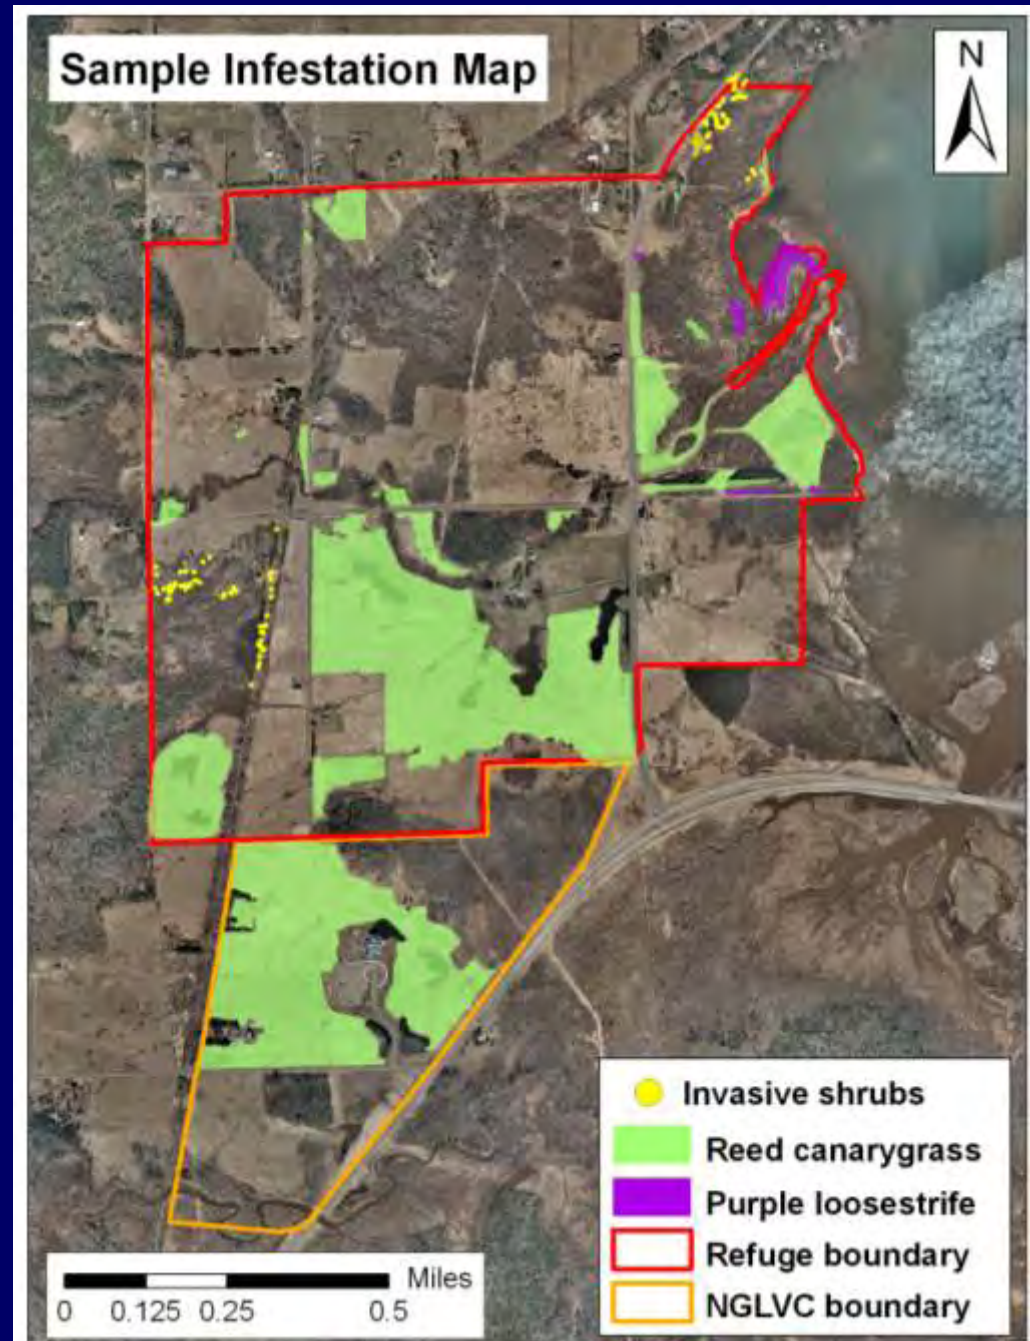 Sample Infestation Map
N
Invasive shrubs
Reed canarygrass
Purple loosestrife
Refuge boundary
NGLVC boundary
Miles
0 0.125 0.25 0.5